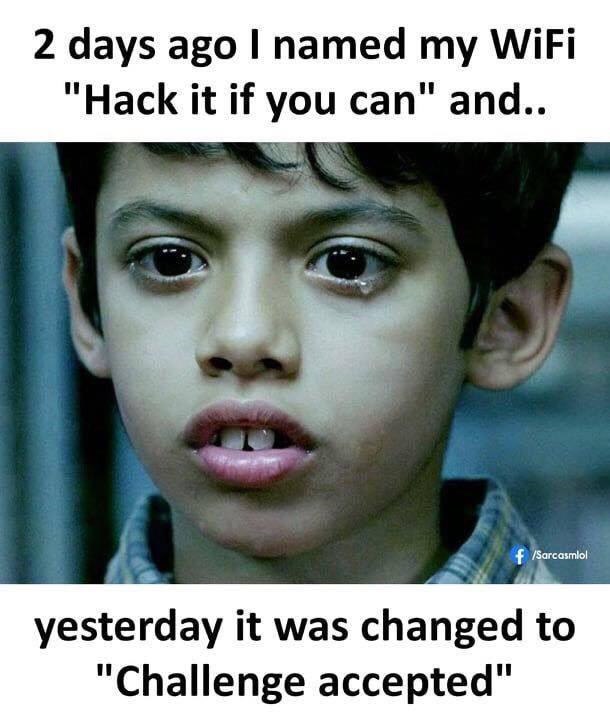 2 days ago I named my WiFi
"Hack it if you can" and..
f /Sarcasmlol
yesterday it was changed to
"Challenge accepted"